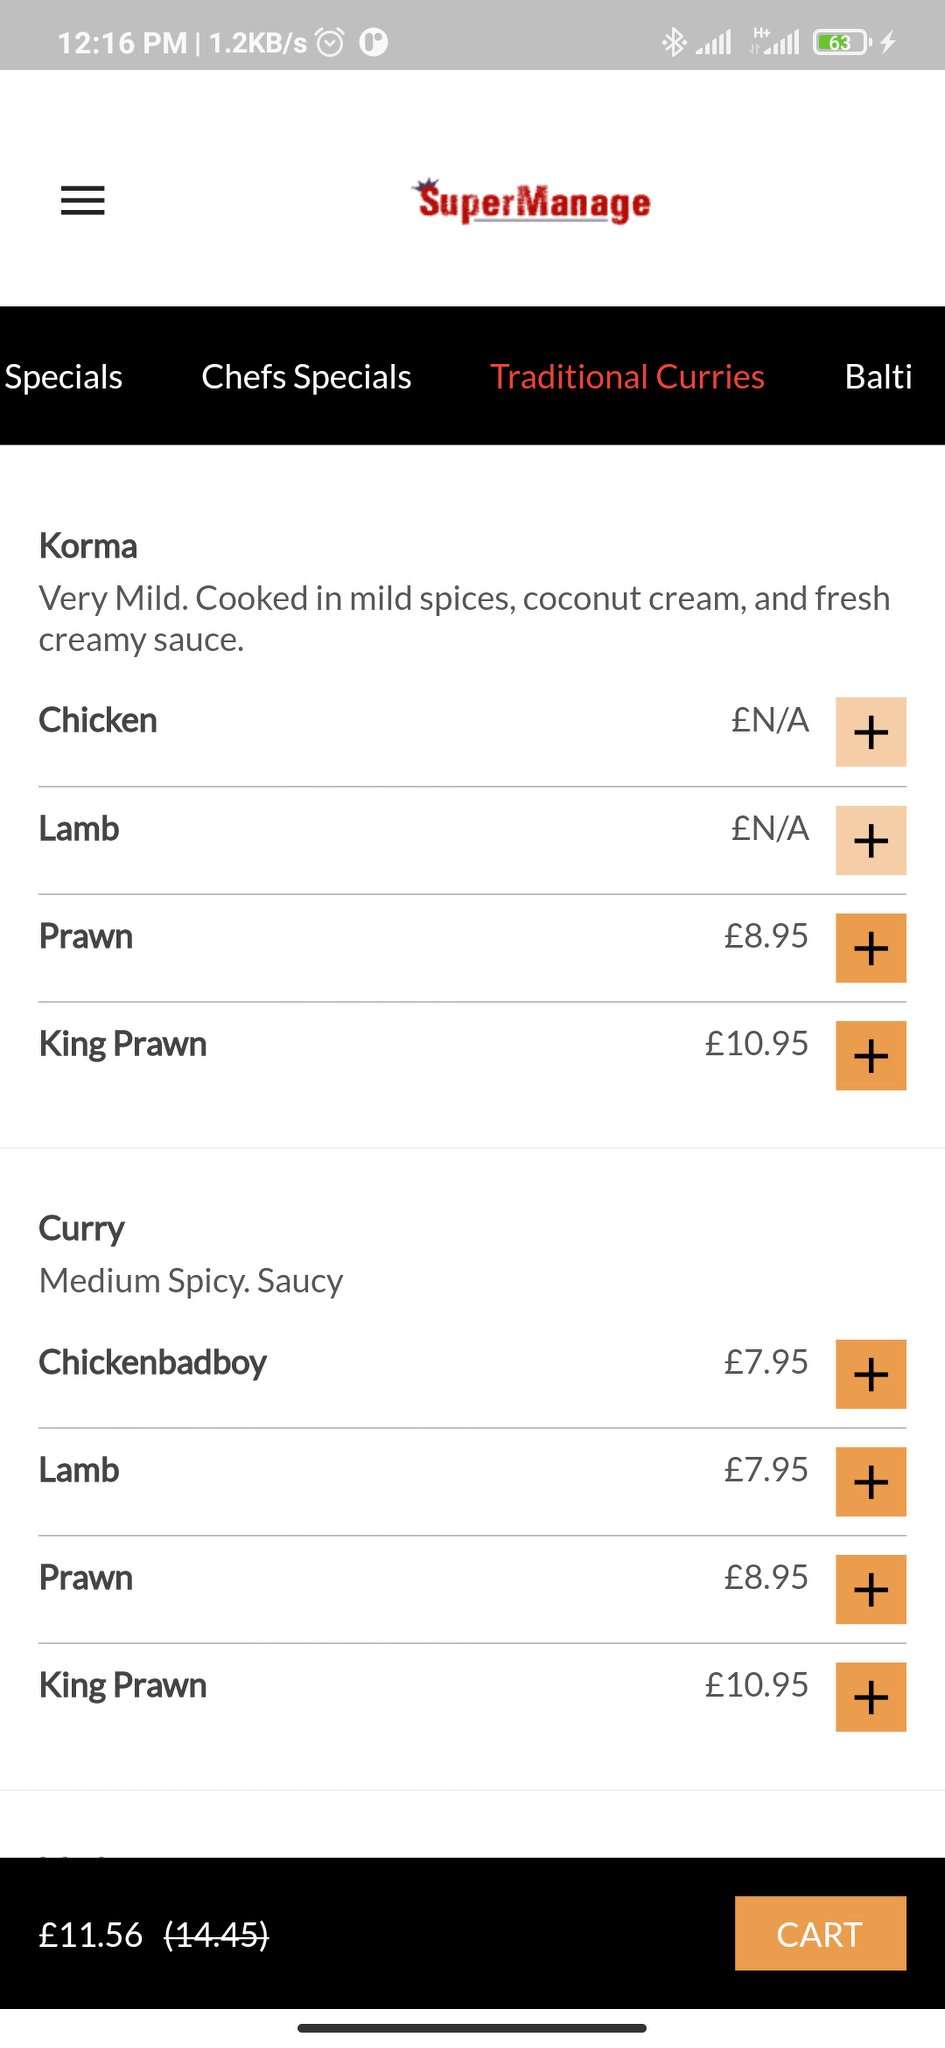 12:16 PM | 1.2KB/s
H+
63
SuperManage
Specials Chefs Specials Traditional Curries Balti
Korma
Very Mild. Cooked in mild spices, coconut cream, and fresh
creamy sauce.
Chicken £N/A +
Lamb £N/A +
Prawn £8.95 +
King Prawn £10.95 +
Curry
Medium Spicy. Saucy
Chickenbadboy £7.95 +
Lamb £7.95 +
Prawn £8.95 +
King Prawn £10.95 +
£11.56 (14.45) CART